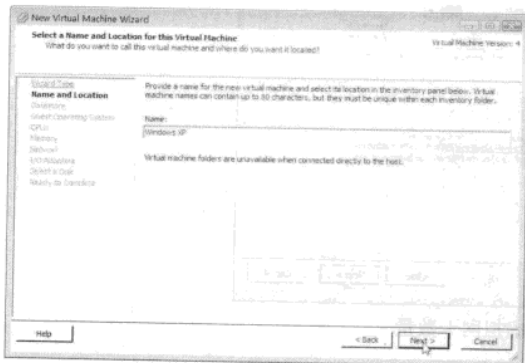 New Virtual Machine Wizard
Select a Name and Location for this Virtual Machine
What do you want to call this virtual machine and where do you want it located?
Virtual Machine Version: 4
Wizard Type
Name and Location
Datastore
Guest Operating System
CPUs
Memory
Network
I/O Adapters
Select a Disk
Ready to Complete
Provide a name for the new virtual machine and select its location in the inventory panel below. Virtual
machine names can contain up to 80 characters, but they must be unique within each inventory folder.
Name:
Windows XP
Virtual machine folders are unavailable when connected directly to the host.
Help
< Back
Next >
Cancel